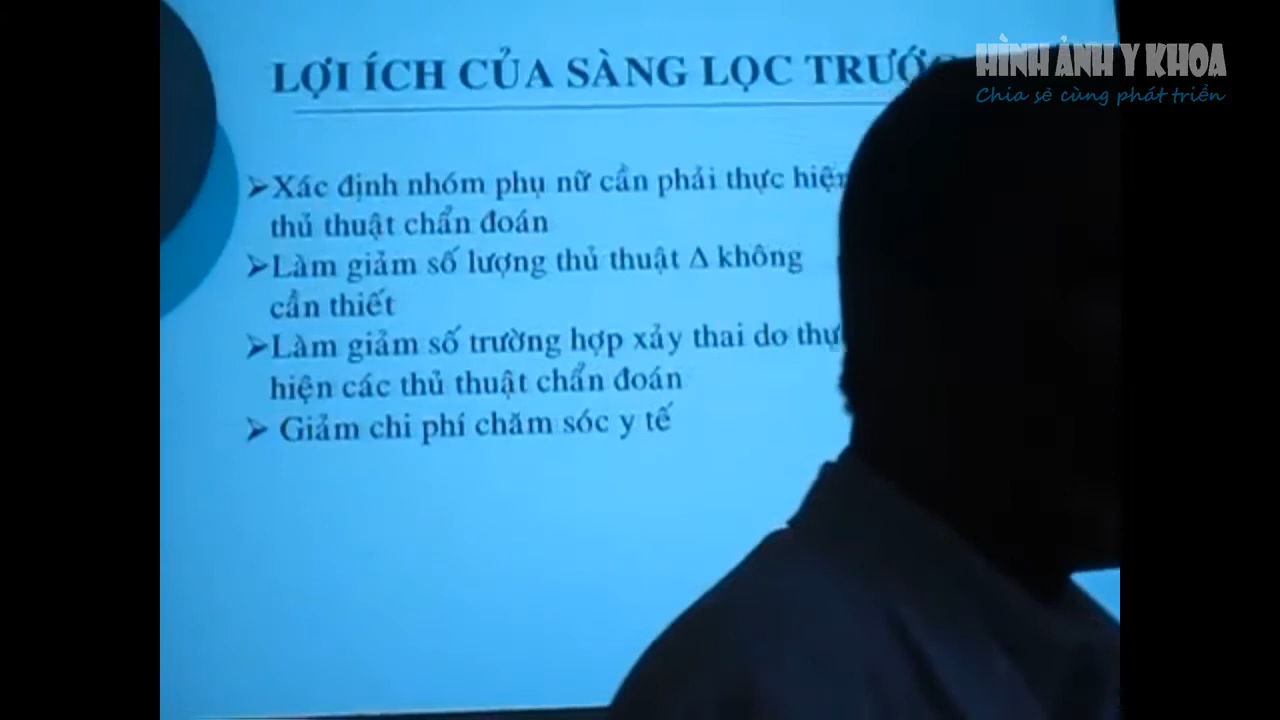 HÌNH ẢNH Y KHOA
Chia sẽ cùng phát triển
LỢI ÍCH CỦA SÀNG LỌC TRƯỚC
➢Xác định nhóm phụ nữ cần phải thực hiện
thủ thuật chẩn đoán
➢Làm giảm số lượng thủ thuật Δ không
cần thiết
➢Làm giảm số trường hợp xảy thai do thực
hiện các thủ thuật chẩn đoán
➢ Giảm chi phí chăm sóc y tế